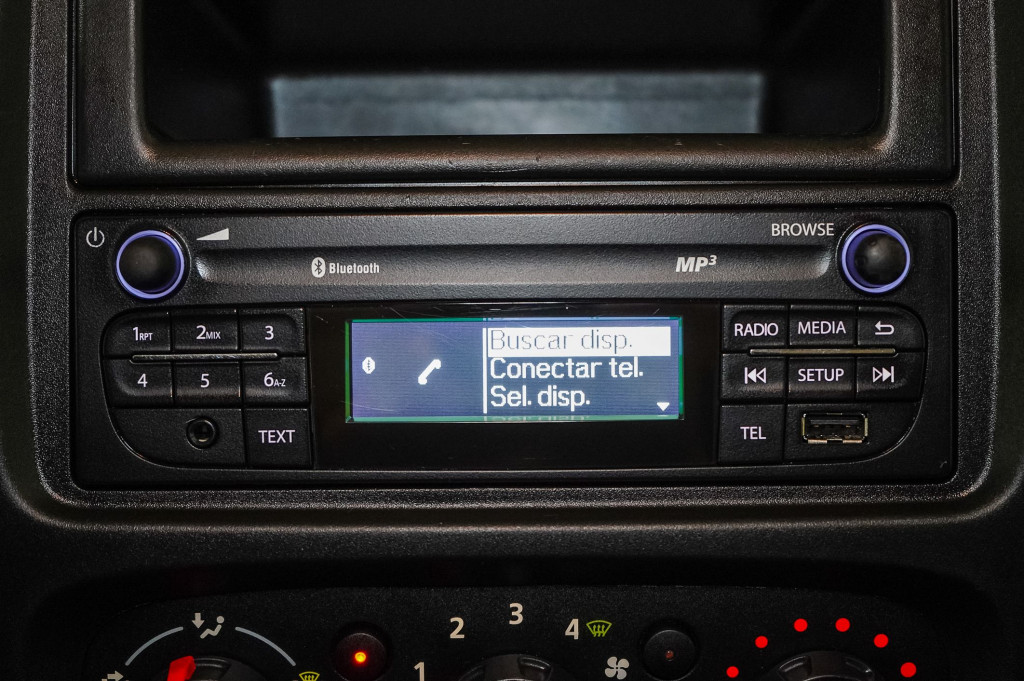 BROWSE
Bluetooth
MP3
1RPT
2MIX
3
4
5
6A-Z
TEXT
Buscar disp.
Conectar tel.
Sel. disp.
RADIO
MEDIA
SETUP
TEL
1
2
3
4